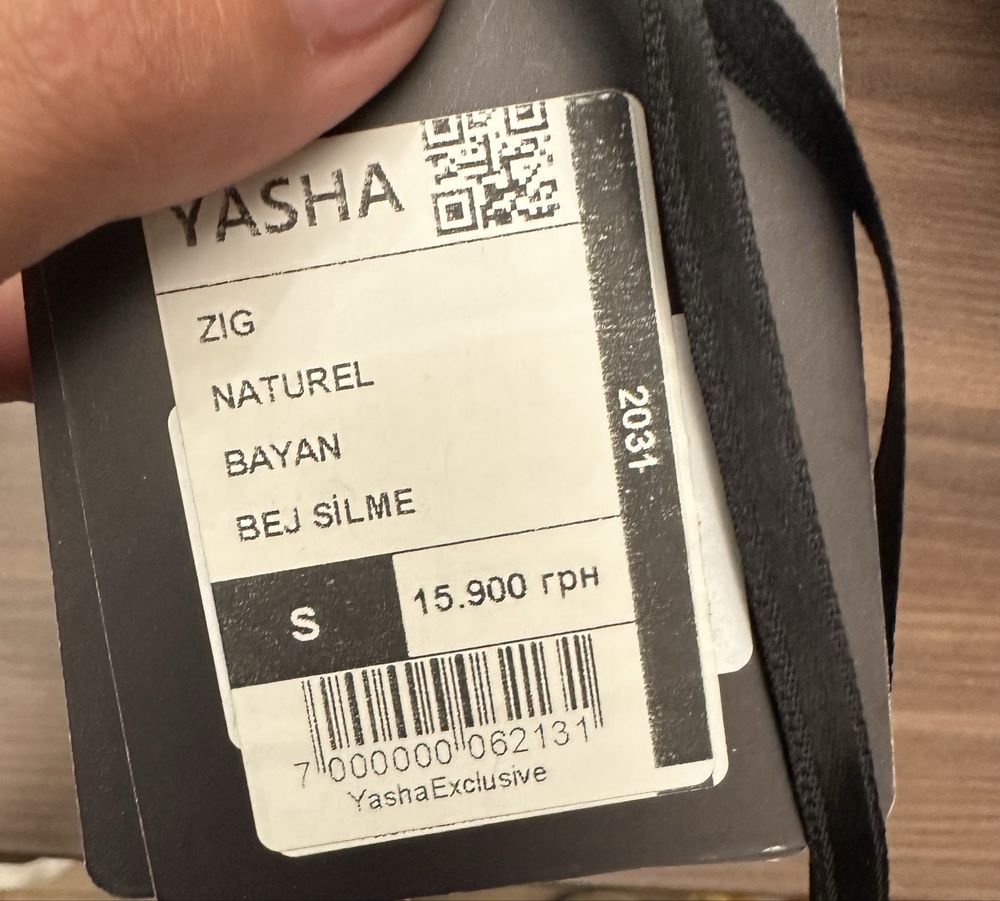 YASHA
ZIG
NATUREL
BAYAN
BEJ SİLME
2031
S
15.900 грн
7 000000 062131
YashaExclusive